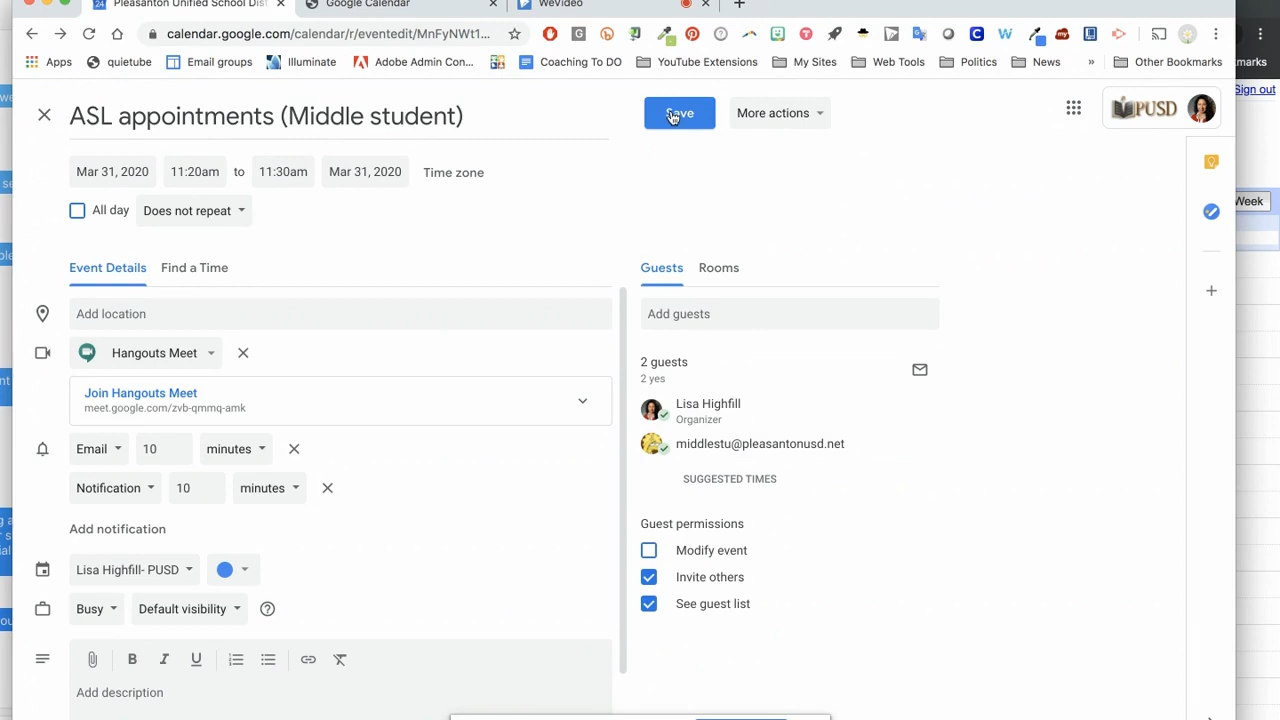 Pleasanton Unified School Dist
Google Calendar
WeVideo
calendar.google.com/calendar/r/eventedit/MnFyNWt1...
Apps
quietube
Email groups
Illuminate
Adobe Admin Con...
Coaching To DO
YouTube Extensions
My Sites
Web Tools
Politics
News
»
Other Bookmarks
marks
Sign out
ASL appointments (Middle student)
Save
More actions
PUSD
Mar 31, 2020
11:20am
to
11:30am
Mar 31, 2020
Time zone
All day
Does not repeat
Week
Event Details
Find a Time
Guests
Rooms
Add location
Add guests
Hangouts Meet
2 guests
2 yes
Join Hangouts Meet
meet.google.com/zvb-qmmq-amk
Lisa Highfill
Organizer
middlestu@pleasantonusd.net
Email
10
minutes
SUGGESTED TIMES
Notification
10
minutes
Guest permissions
Add notification
Modify event
Invite others
See guest list
Lisa Highfill- PUSD
Busy
Default visibility
B I U
Add description